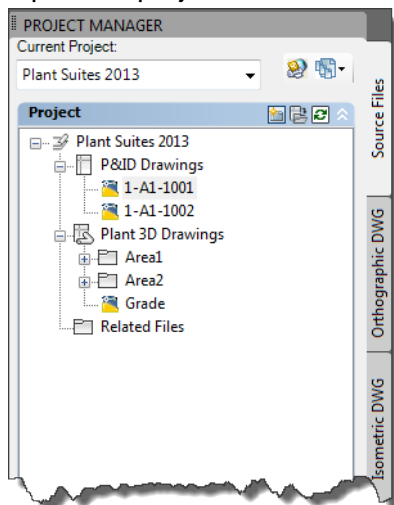 PROJECT MANAGER
Current Project:
Plant Suites 2013
Project
Plant Suites 2013
P&ID Drawings
1-A1-1001
1-A1-1002
Plant 3D Drawings
Area1
Area2
Grade
Related Files
Source Files
Orthographic DWG
Isometric DWG